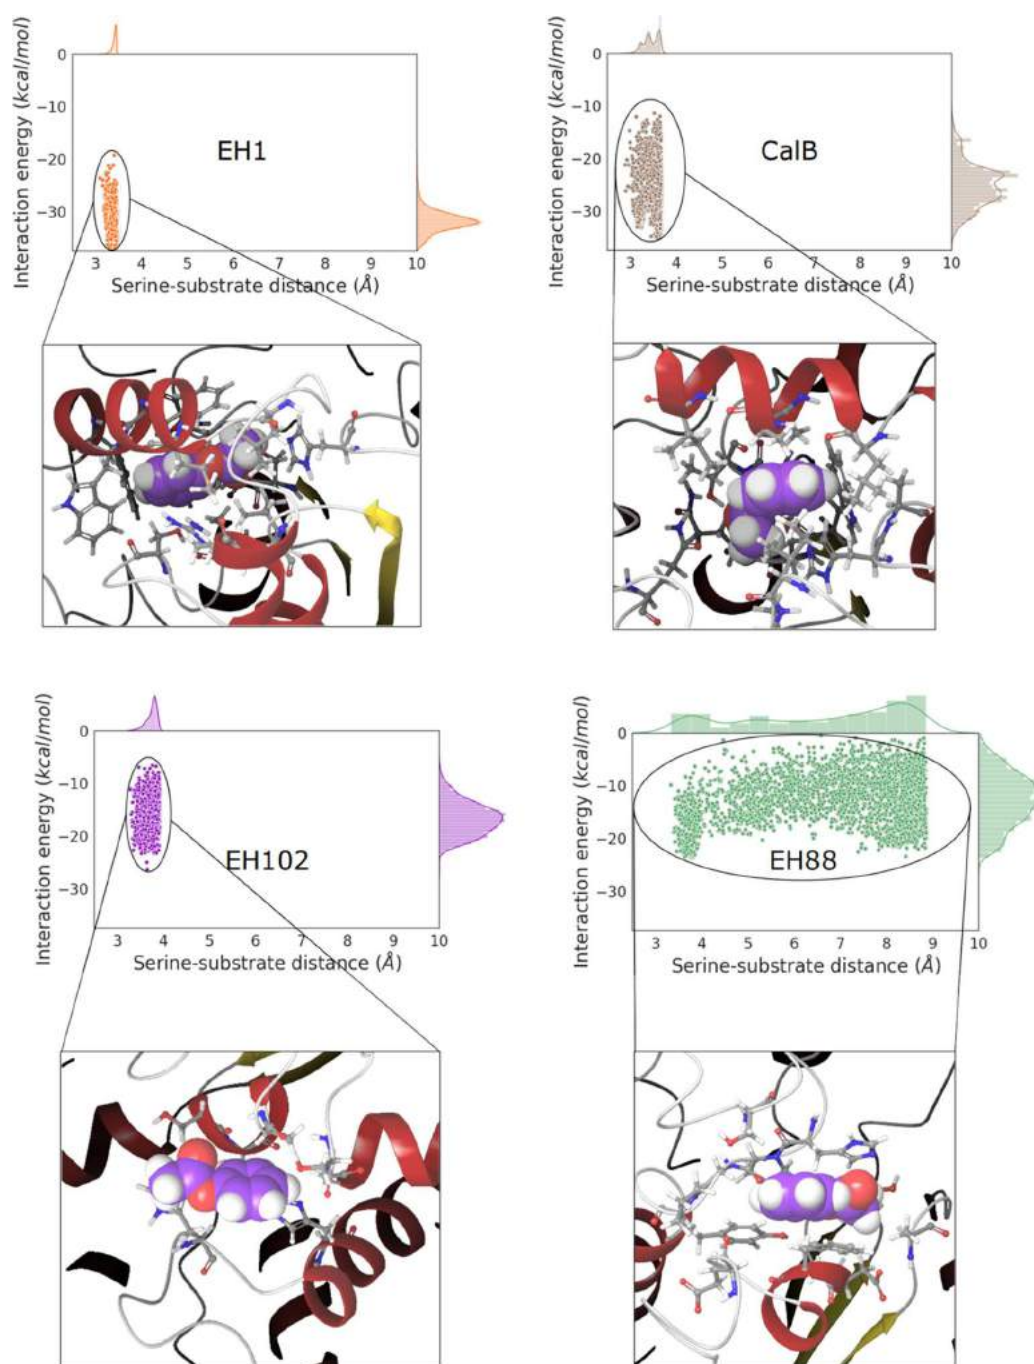 Interaction energy (kcal/mol)
0
−10
−20
−30
EH1
3 4 5 6 7 8 9 10
Serine-substrate distance (Å)
Interaction energy (kcal/mol)
0
−10
−20
−30
CalB
3 4 5 6 7 8 9 10
Serine-substrate distance (Å)
Interaction energy (kcal/mol)
0
−10
−20
−30
EH102
3 4 5 6 7 8 9 10
Serine-substrate distance (Å)
Interaction energy (kcal/mol)
0
−10
−20
−30
EH88
3 4 5 6 7 8 9 10
Serine-substrate distance (Å)